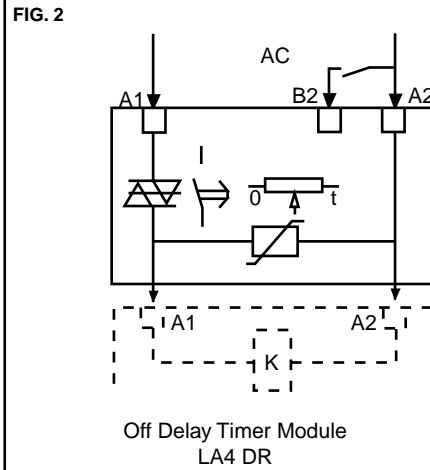 FIG. 2
AC
A1 B2 A2
I
0 t
A1 A2
K
Off Delay Timer Module
LA4 DR